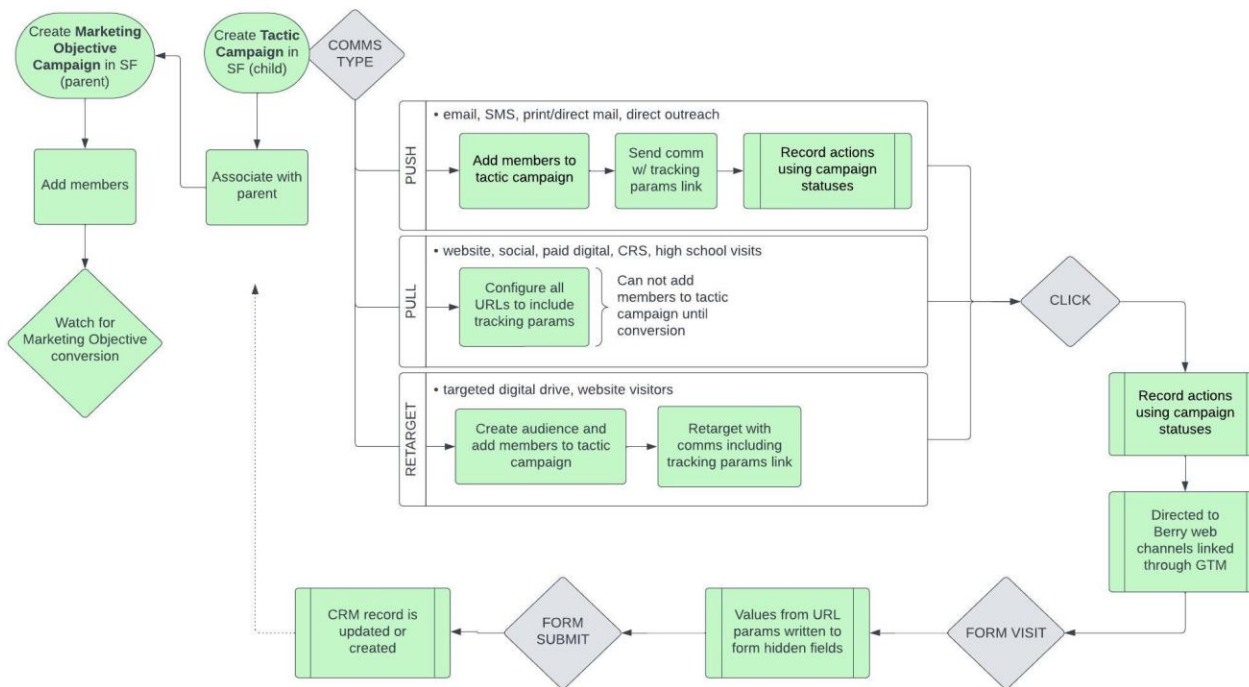 Create Marketing
Objective
Campaign in SF
(parent)
Create Tactic
Campaign in
SF (child)
COMMS
TYPE
Add members
Associate with
parent
Watch for
Marketing Objective
conversion
PUSH
• email, SMS, print/direct mail, direct outreach
Add members to
tactic campaign
Send comm
w/ tracking
params link
Record actions
using campaign
statuses
PULL
• website, social, paid digital, CRS, high school visits
Configure all
URLs to include
tracking params
Can not add
members to tactic
campaign until
conversion
RETARGET
• targeted digital drive, website visitors
Create audience and
add members to tactic
campaign
Retarget with
comms including
tracking params link
CLICK
Record actions
using campaign
statuses
Directed to
Berry web
channels linked
through GTM
FORM VISIT
Values from URL
params written to
form hidden fields
FORM
SUBMIT
CRM record is
updated or
created